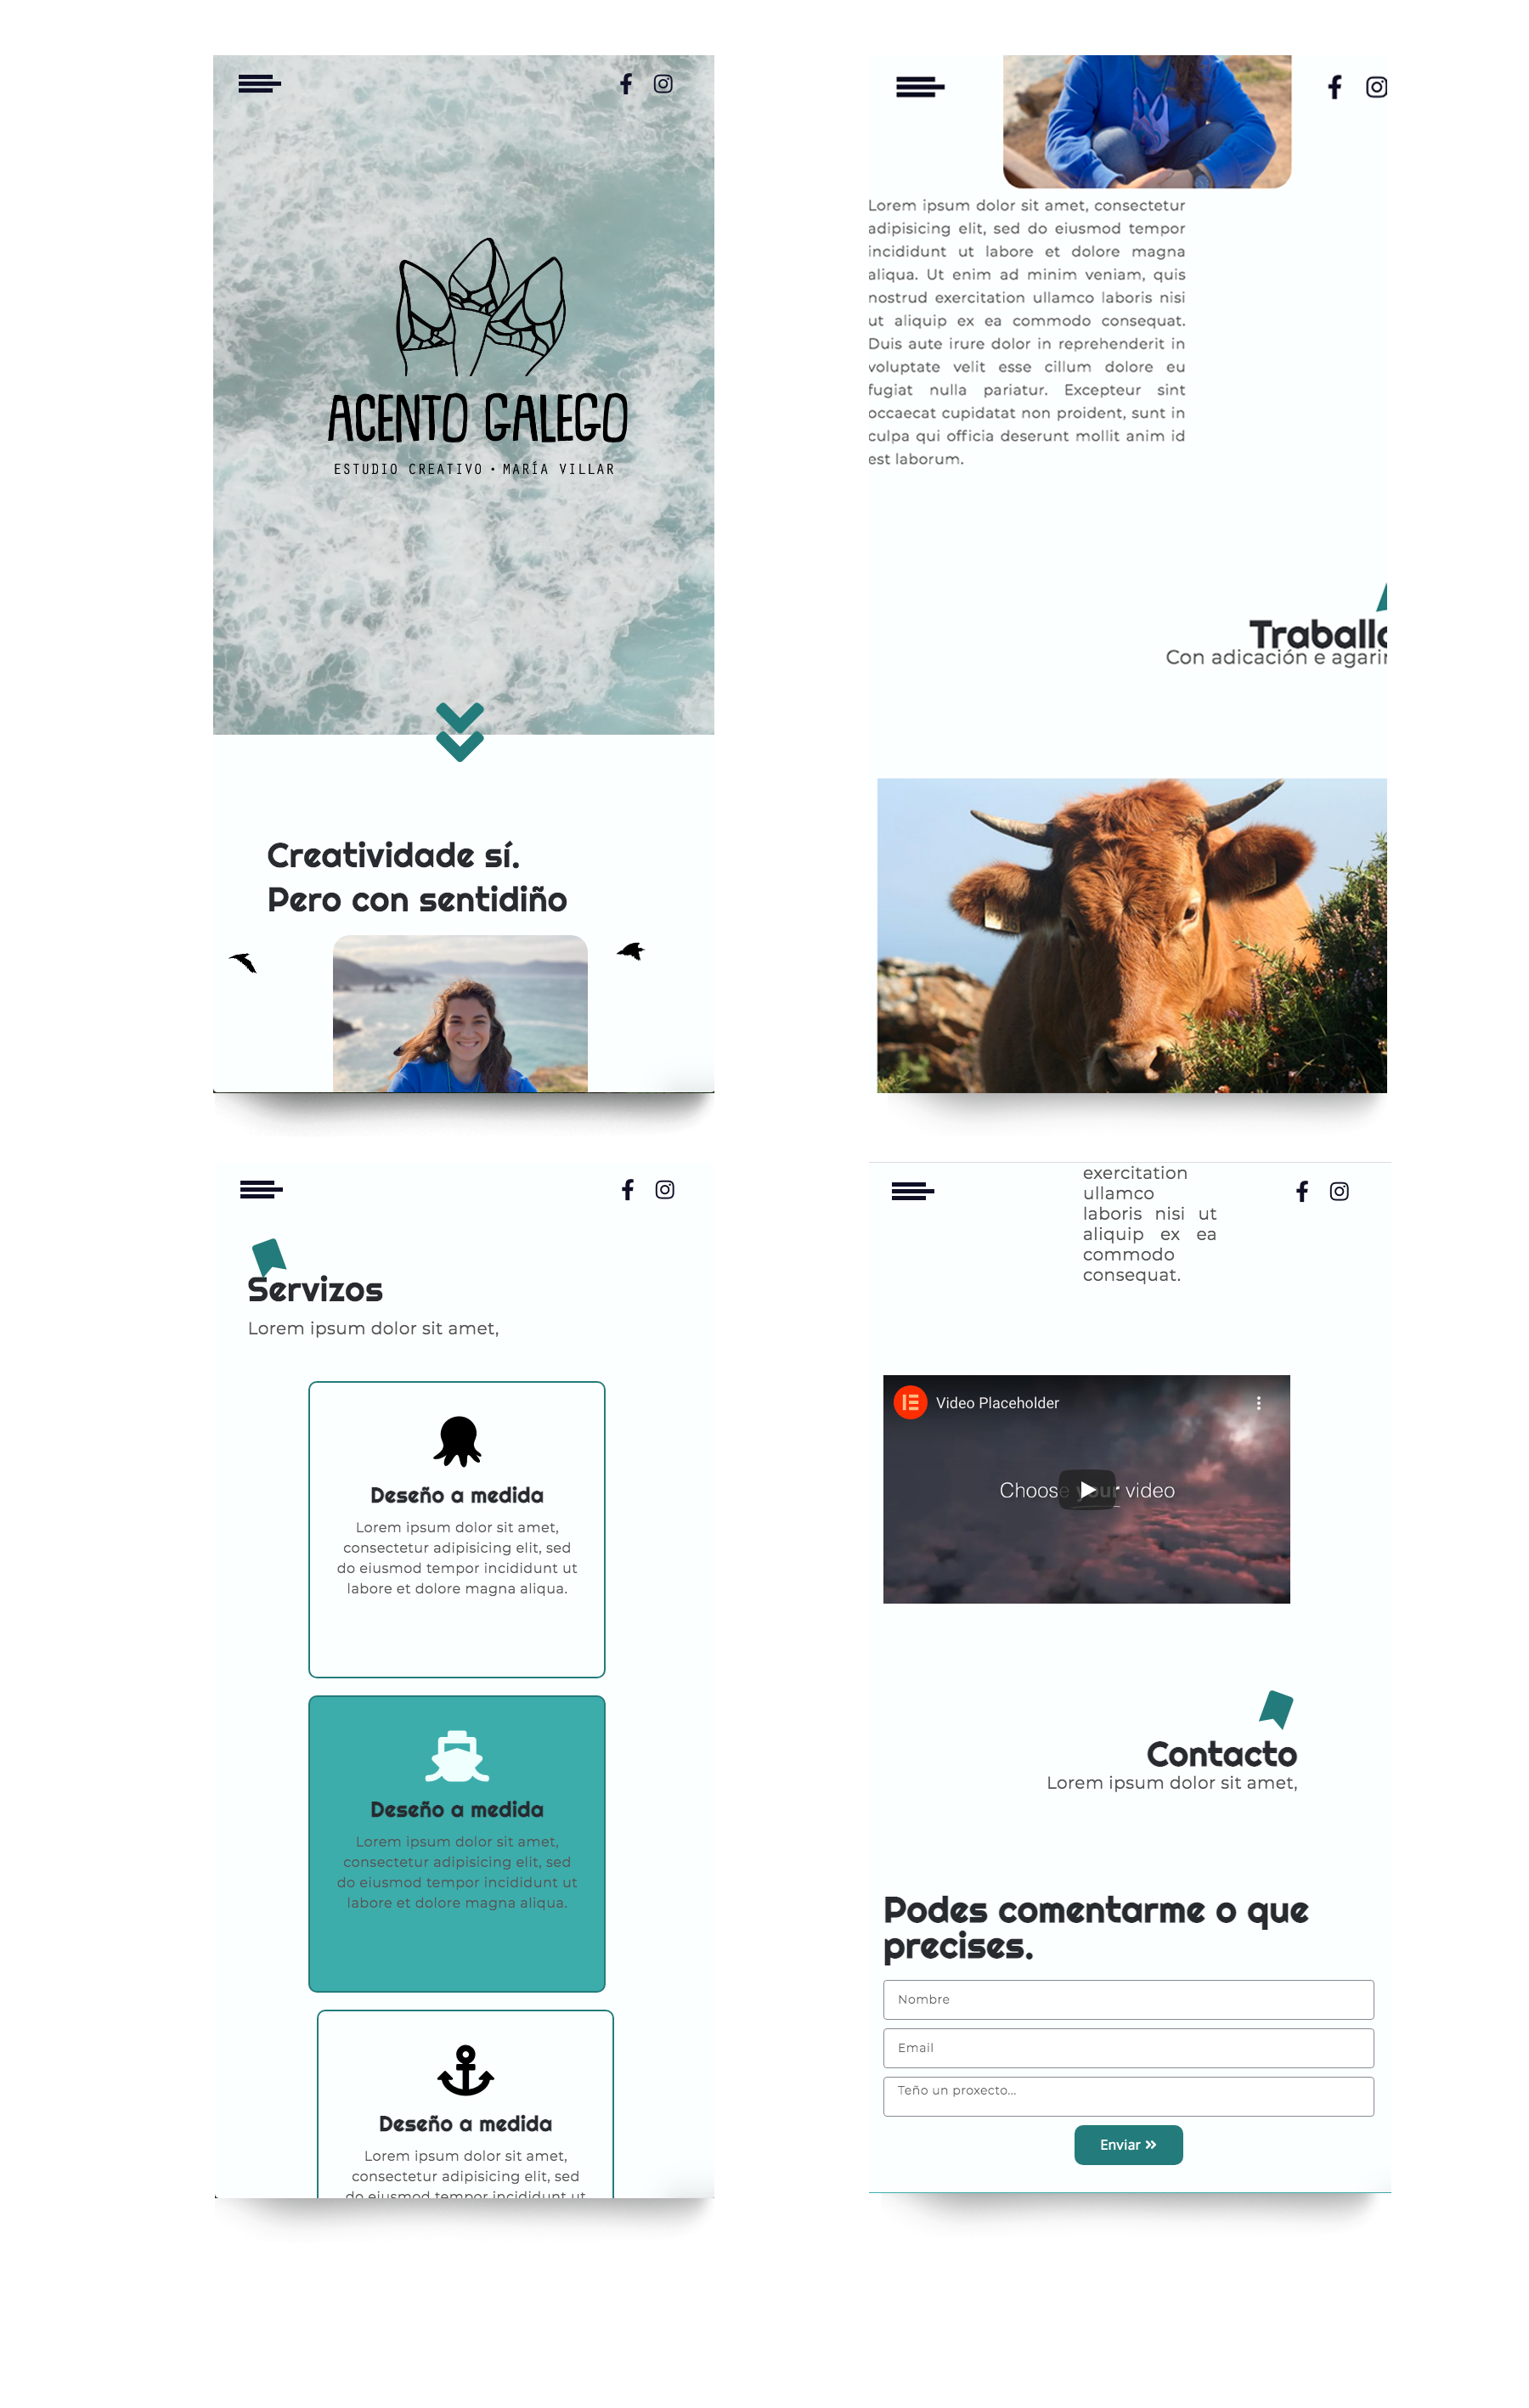 ACENTO GALEGO
ESTUDIO CREATIVO • MARÍA VILLAR
Creatividade sí.
Pero con sentidiño
Lorem ipsum dolor sit amet, consectetur
adipisicing elit, sed do eiusmod tempor
incididunt ut labore et dolore magna
aliqua. Ut enim ad minim veniam, quis
nostrud exercitation ullamco laboris nisi
ut aliquip ex ea commodo consequat.
Duis aute irure dolor in reprehenderit in
voluptate velit esse cillum dolore eu
fugiat nulla pariatur. Excepteur sint
occaecat cupidatat non proident, sunt in
culpa qui officia deserunt mollit anim id
est laborum.
Con adicación e
Servizos
Lorem ipsum dolor sit amet,
Deseño a medida
Lorem ipsum dolor sit amet,
consectetur adipisicing elit, sed
do eiusmod tempor incididunt ut
labore et dolore magna aliqua.
Deseño a medida
Lorem ipsum dolor sit amet,
consectetur adipisicing elit, sed
do eiusmod tempor incididunt ut
labore et dolore magna aliqua.
Deseño a medida
Lorem ipsum dolor sit amet,
consectetur adipisicing elit, sed
do eiusmod tempor incididunt ut
exercitation
ullamco
laboris nisi ut
aliquip ex ea
commodo
consequat.
Video Placeholder
Choose your video
Contacto
Lorem ipsum dolor sit amet,
Podes comentarme o que
precises.
Nombre
Email
Teño un proxecto...
Enviar »